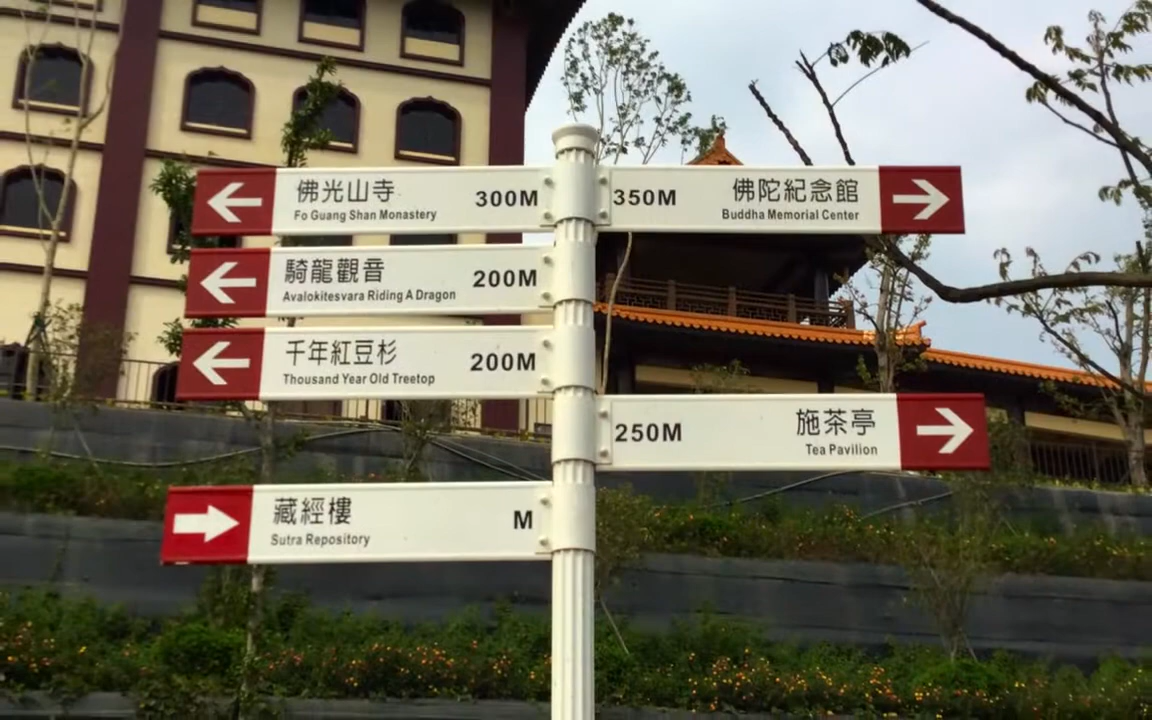 佛光山寺
Fo Guang Shan Monastery
300M
350M
佛陀紀念館
Buddha Memorial Center
騎龍觀音
Avalokitesvara Riding A Dragon
200M
千年紅豆杉
Thousand Year Old Treetop
200M
250M
施茶亭
Tea Pavilion
藏經樓
Sutra Repository
M